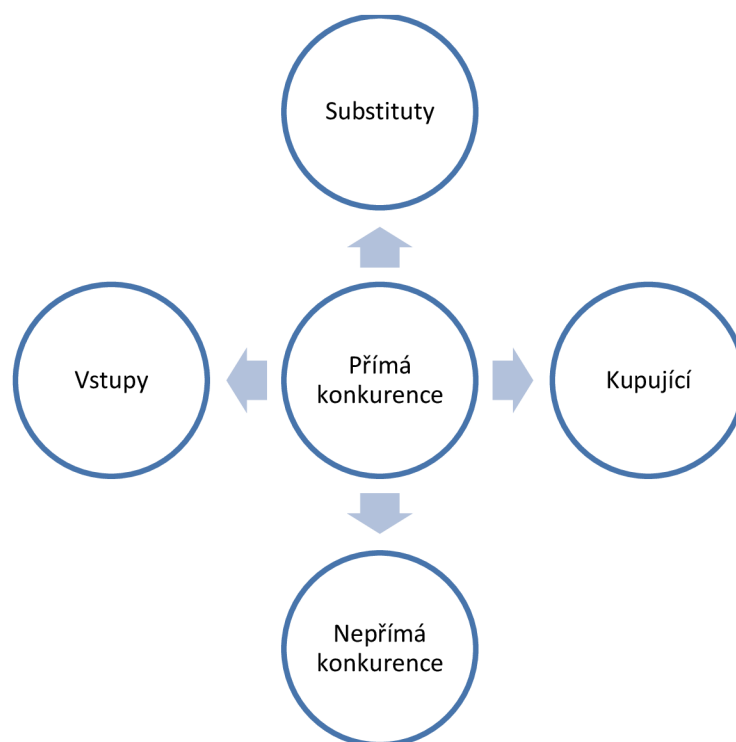 Substituty
Vstupy
Přímá
konkurence
Kupující
Nepřímá
konkurence